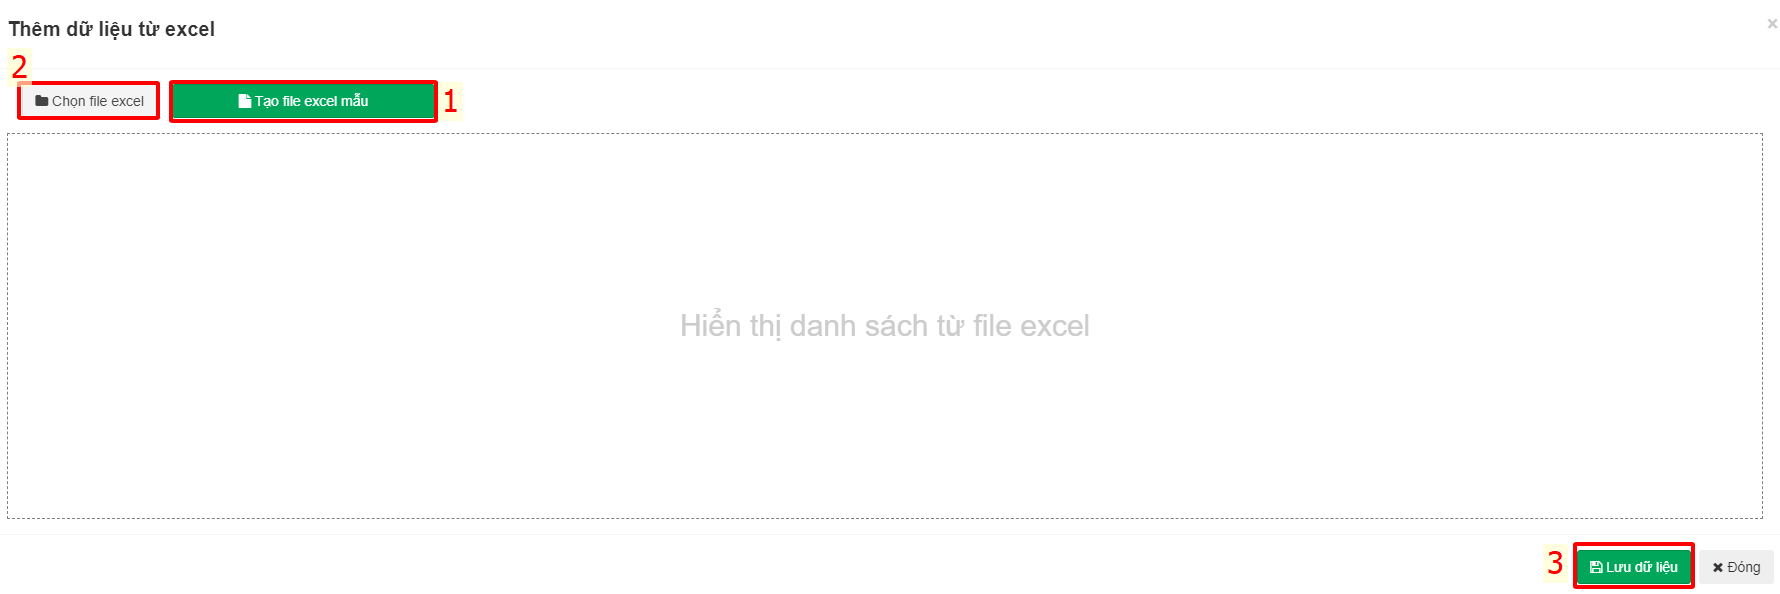 Thêm dữ liệu từ excel
×
2
Chọn file excel
Tạo file excel mẫu
1
Hiển thị danh sách từ file excel
3
Lưu dữ liệu
Đóng